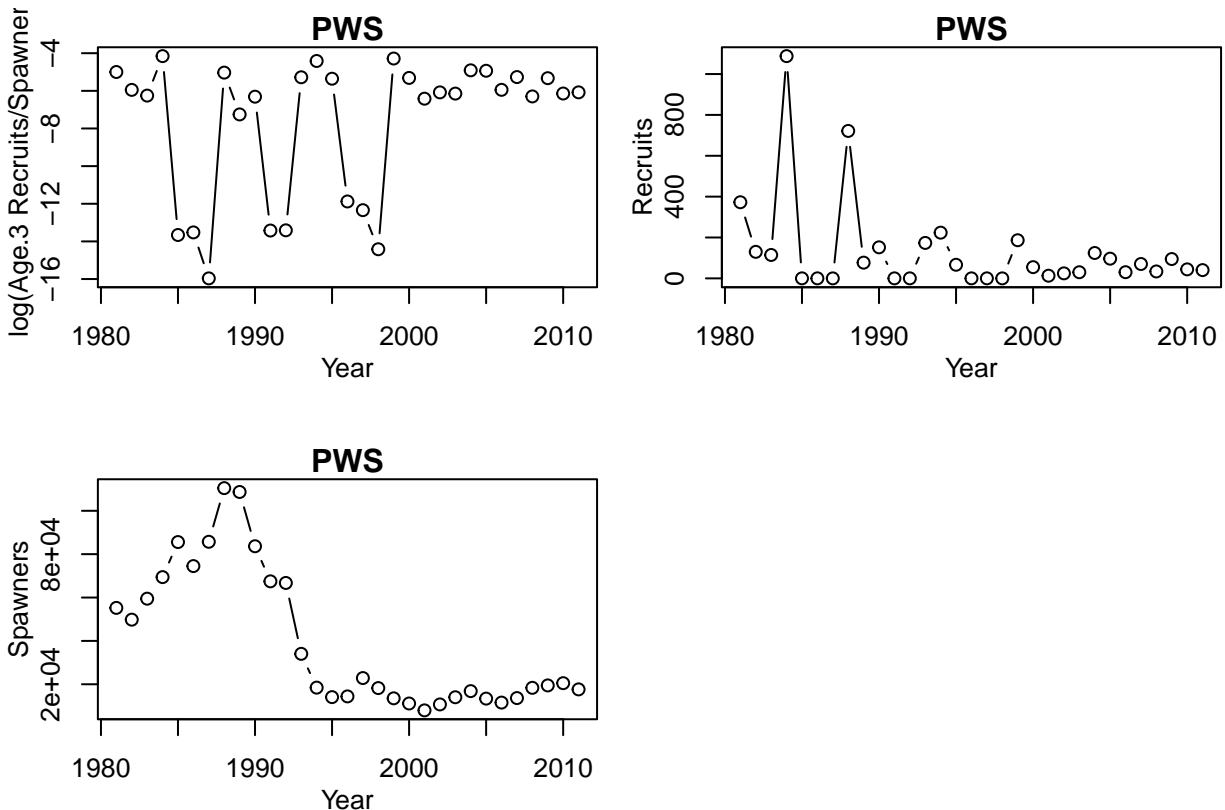 PWS
log(Age.3 Recruits/Spawner
−4
−8
−12
−16
1980 1990 2000 2010
Year
PWS
Recruits
800
400
0
1980 1990 2000 2010
Year
PWS
Spawners
8e+04
2e+04
1980 1990 2000 2010
Year